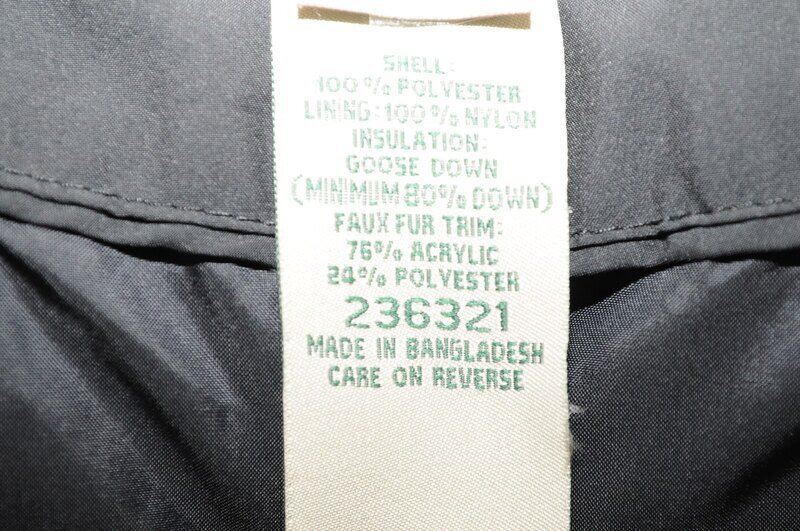 SHELL:
100% POLYESTER
LINING: 100% NYLON
INSULATION:
GOOSE DOWN
(MINIMUM 80% DOWN)
FAUX FUR TRIM:
76% ACRYLIC
24% POLYESTER
236321
MADE IN BANGLADESH
CARE ON REVERSE